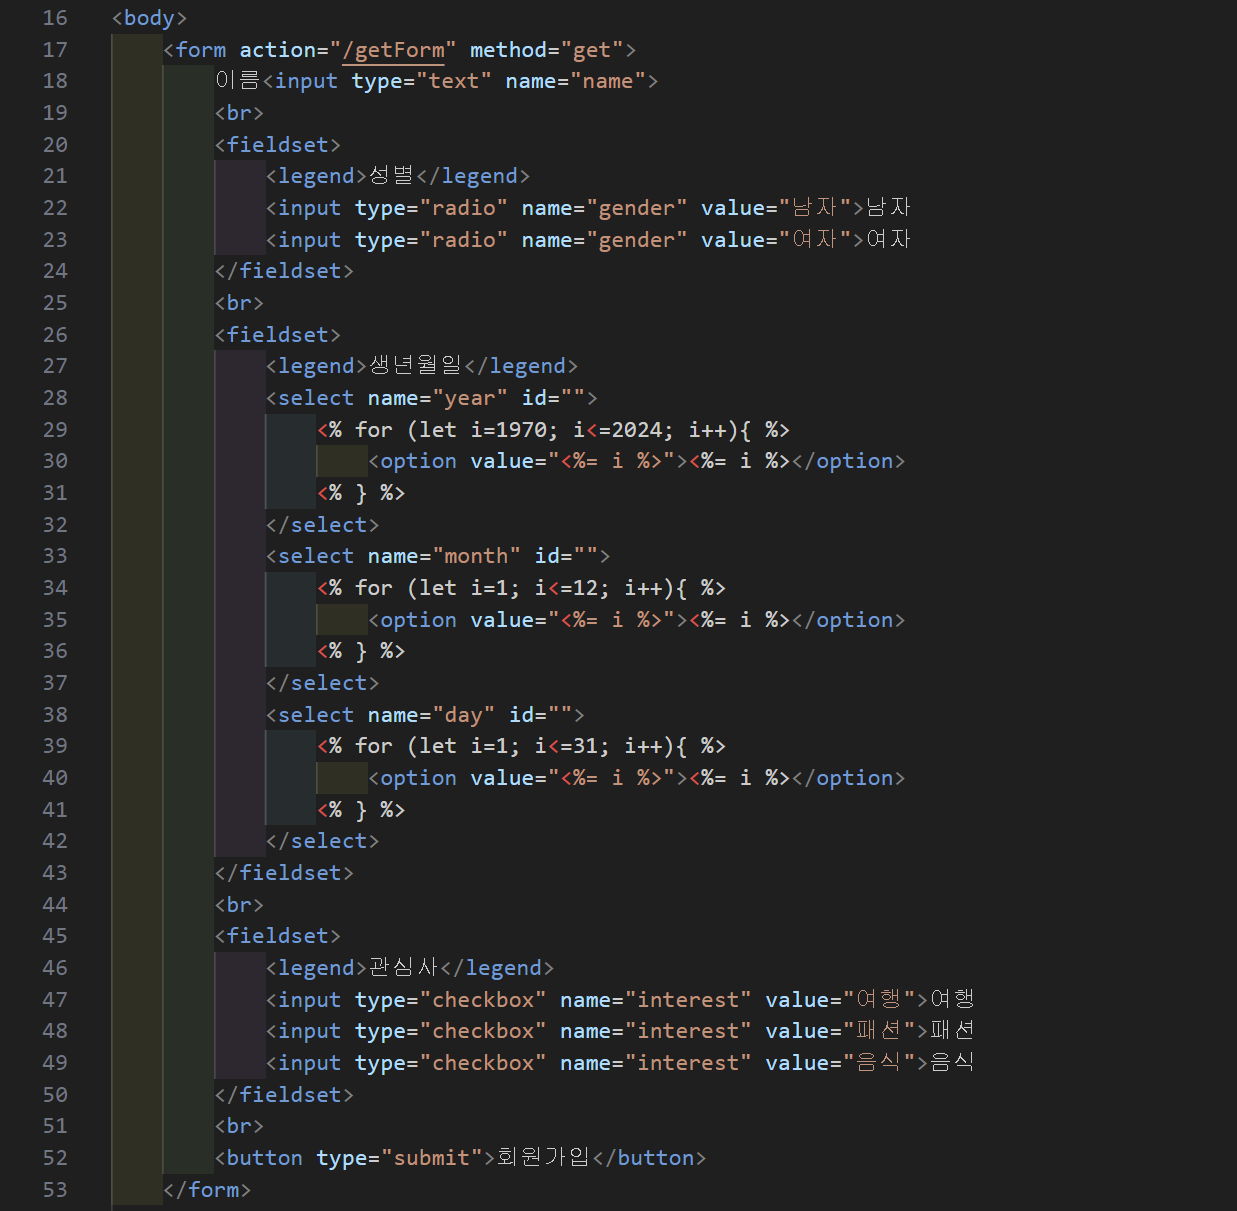 16 <body>
17 <form action="/getForm" method="get">
18 이름<input type="text" name="name">
19 <br>
20 <fieldset>
21 <legend>성별</legend>
22 <input type="radio" name="gender" value="남자">남자
23 <input type="radio" name="gender" value="여자">여자
24 </fieldset>
25 <br>
26 <fieldset>
27 <legend>생년월일</legend>
28 <select name="year" id="">
29 <% for (let i=1970; i<=2024; i++){ %>
30 <option value="<%= i %>"><%= i %></option>
31 <% } %>
32 </select>
33 <select name="month" id="">
34 <% for (let i=1; i<=12; i++){ %>
35 <option value="<%= i %>"><%= i %></option>
36 <% } %>
37 </select>
38 <select name="day" id="">
39 <% for (let i=1; i<=31; i++){ %>
40 <option value="<%= i %>"><%= i %></option>
41 <% } %>
42 </select>
43 </fieldset>
44 <br>
45 <fieldset>
46 <legend>관심사</legend>
47 <input type="checkbox" name="interest" value="여행">여행
48 <input type="checkbox" name="interest" value="패션">패션
49 <input type="checkbox" name="interest" value="음식">음식
50 </fieldset>
51 <br>
52 <button type="submit">회원가입</button>
53 </form>